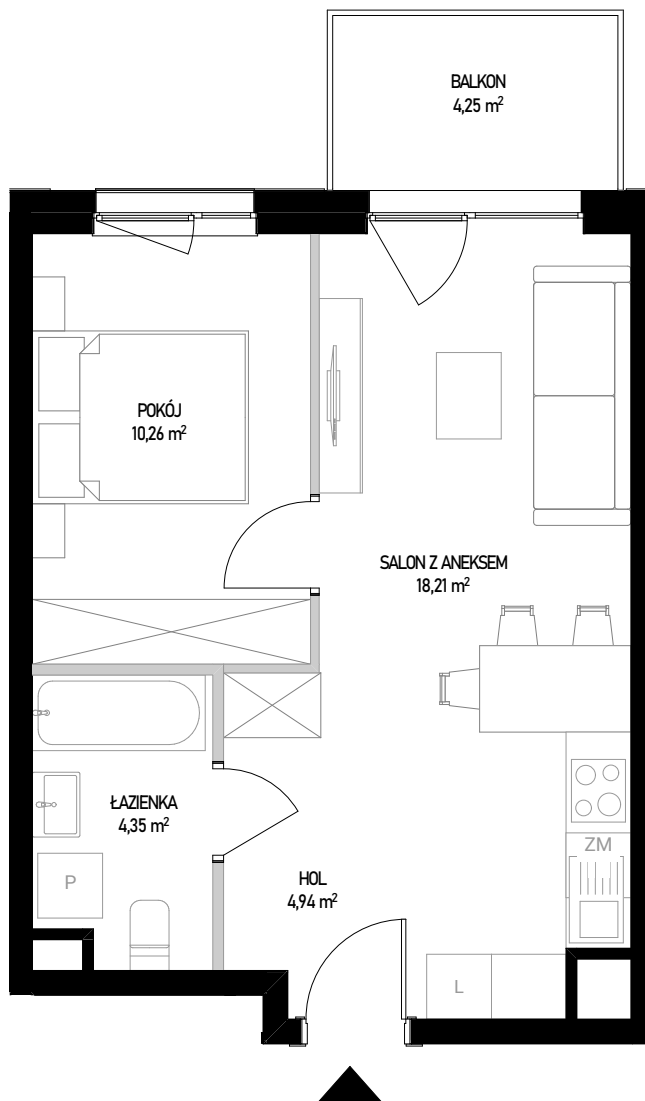 BALKON
4,25 m²
POKÓJ
10,26 m²
SALON Z ANEKSEM
18,21 m²
ŁAZIENKA
4,35 m²
ZM
P
HOL
4,94 m²
L